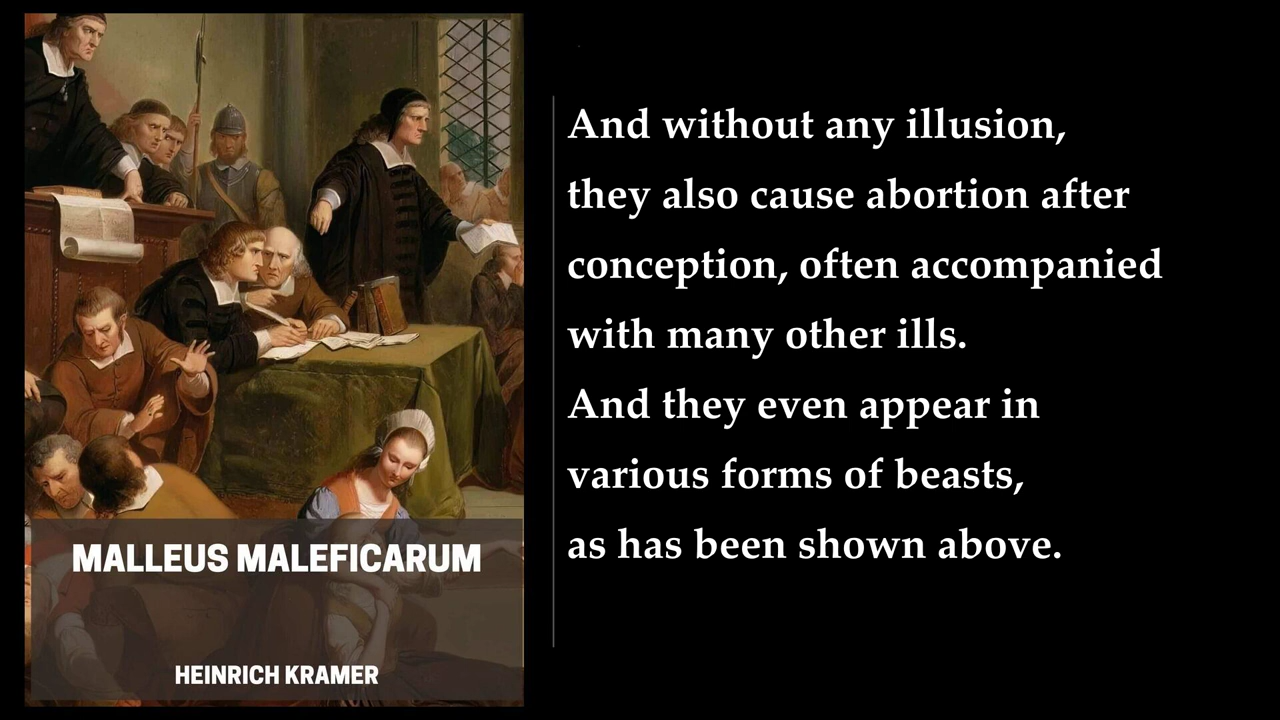 MALLEUS MALEFICARUM
HEINRICH KRAMER
And without any illusion,
they also cause abortion after
conception, often accompanied
with many other ills.
And they even appear in
various forms of beasts,
as has been shown above.